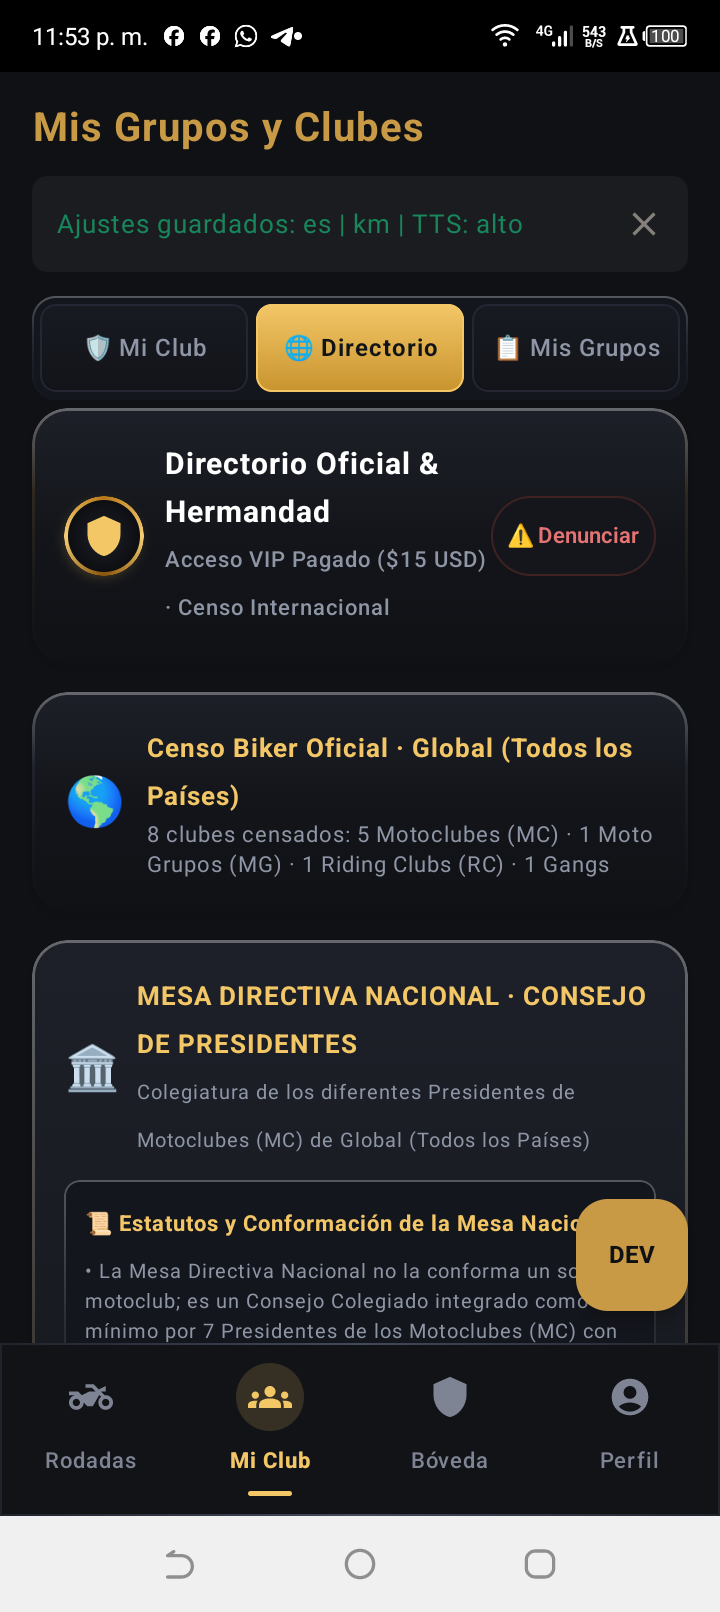 11:53 p. m.
4G 543 B/S 100
Mis Grupos y Clubes
Ajustes guardados: es | km | TTS: alto
Mi Club
Directorio
Mis Grupos
Directorio Oficial &
Hermandad
Acceso VIP Pagado ($15 USD)
· Censo Internacional
Denunciar
Censo Biker Oficial · Global (Todos los
Países)
8 clubes censados: 5 Motoclubes (MC) · 1 Moto
Grupos (MG) · 1 Riding Clubs (RC) · 1 Gangs
MESA DIRECTIVA NACIONAL · CONSEJO
DE PRESIDENTES
Colegiatura de los diferentes Presidentes de
Motoclubes (MC) de Global (Todos los Países)
Estatutos y Conformación de la Mesa
• La Mesa Directiva Nacional no la conforma un
motoclub; es un Consejo Colegiado integrado como
mínimo por 7 Presidentes de los Motoclubes (MC) con
DEV
Rodadas
Mi Club
Bóveda
Perfil